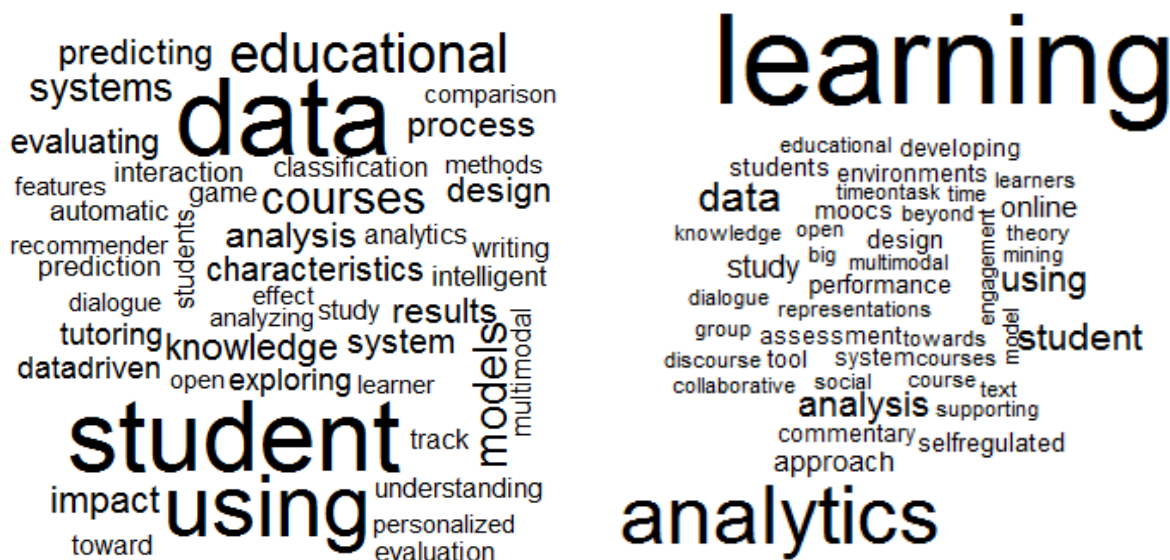 predicting educational
systems data comparison
evaluating process
interaction classification methods
features game courses design
automatic students
analysis analytics writing
recommender characteristics intelligent
prediction
dialogue effect study results
analyzing
tutoring knowledge system models multimodal
datadriven open exploring learner
student track
impact using understanding
personalized
toward evaluation
learning
educational developing
students environments learners
data timeontask time
moocs beyond online
knowledge open design engagement theory
study big multimodal mining
performance using
dialogue representations
group assessment towards model student
discourse tool system courses
collaborative social course text
analysis supporting
commentary selfregulated
approach
analytics